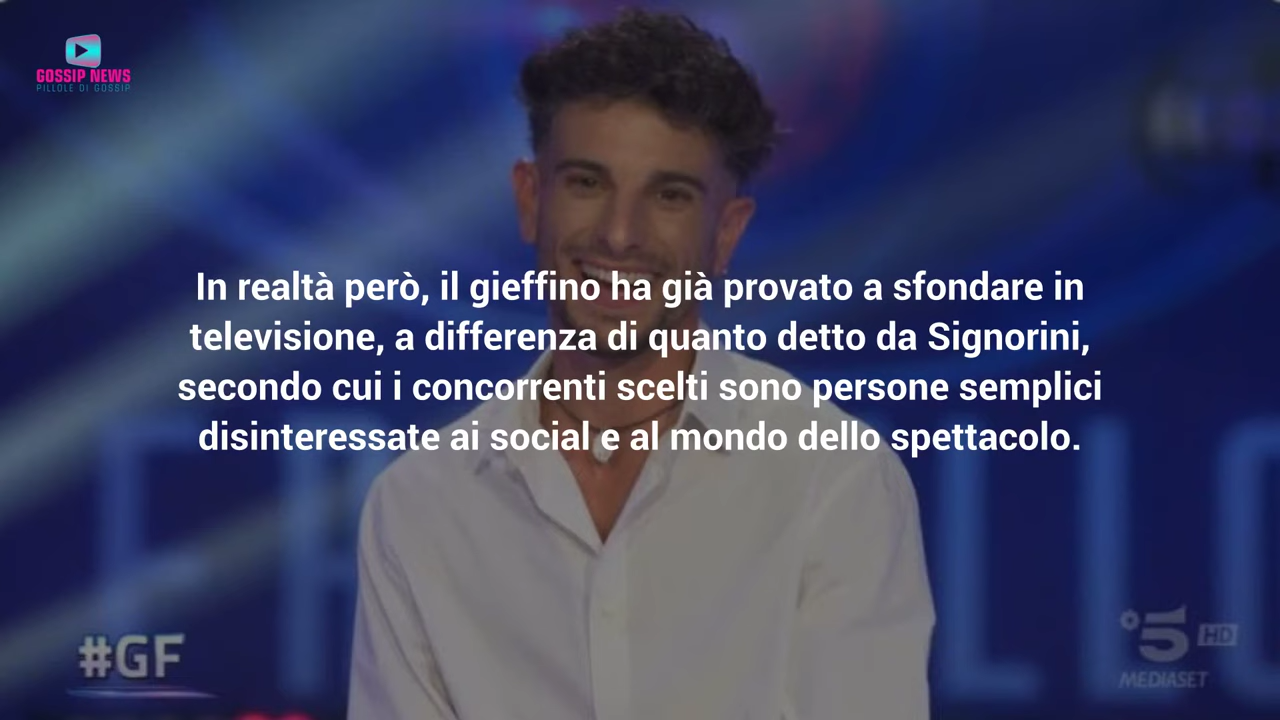 GOSSIP NEWS
PILLOLE DI GOSSIP
In realtà però, il gieffino ha già provato a sfondare in
televisione, a differenza di quanto detto da Signorini,
secondo cui i concorrenti scelti sono persone semplici
disinteressate ai social e al mondo dello spettacolo.
#GF
5 HD
MEDIASET